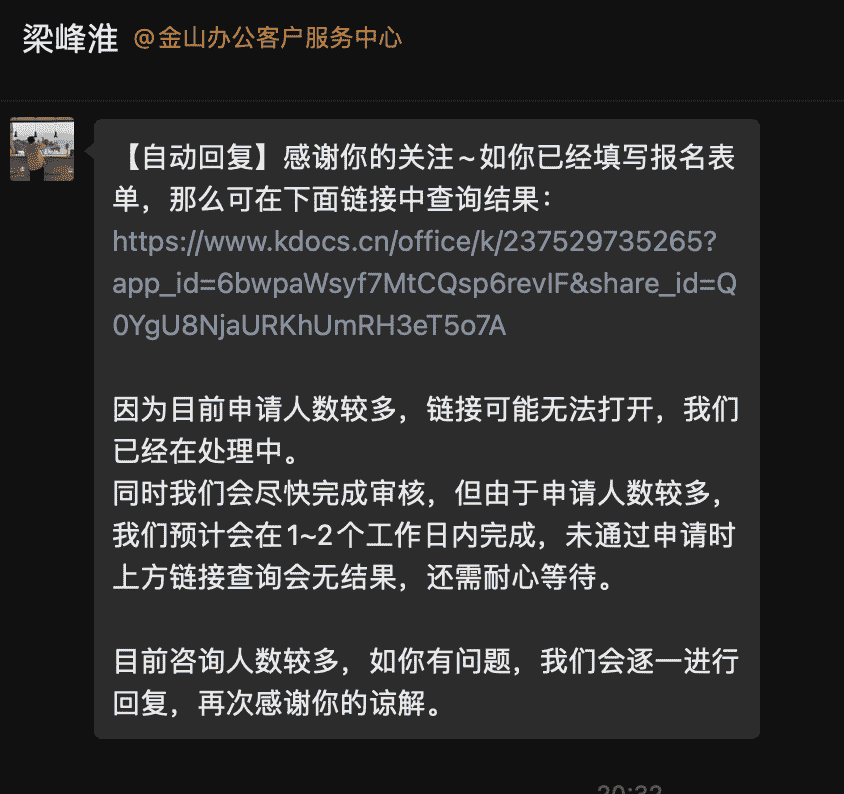 梁峰淮 @金山办公客户服务中心
【自动回复】感谢你的关注~如你已经填写报名表
单，那么可在下面链接中查询结果：
https://www.kdocs.cn/office/k/237529735265?
app_id=6bwpaWsyf7MtCQsp6revIF&share_id=Q
0YgU8NjaURKhUmRH3eT5o7A
因为目前申请人数较多，链接可能无法打开，我们
已经在处理中。
同时我们会尽快完成审核，但由于申请人数较多，
我们预计会在1~2个工作日内完成，未通过申请时
上方链接查询会无结果，还需耐心等待。
目前咨询人数较多，如你有问题，我们会逐一进行
回复，再次感谢你的谅解。
20:32